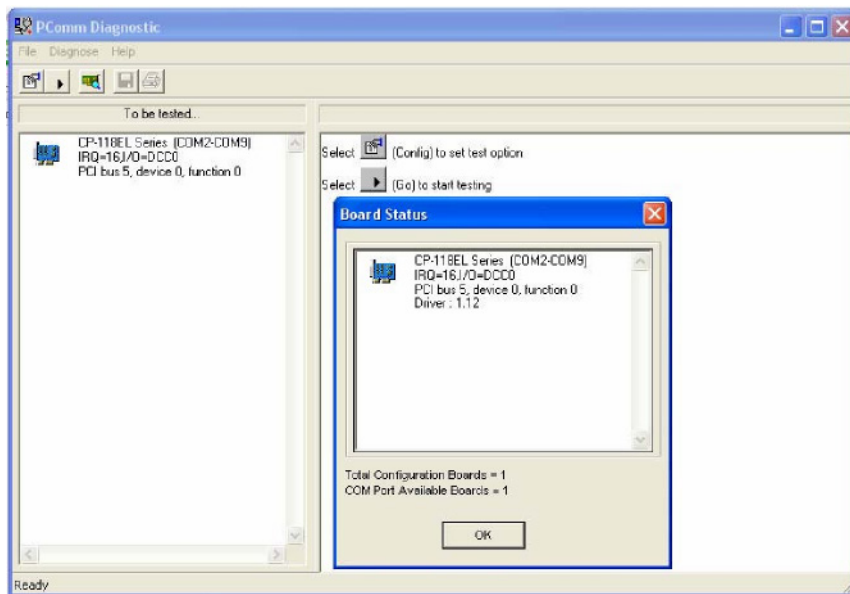 PComm Diagnostic
File Diagnose Help
To be tested...
CP-118EL Series (COM2-COM9)
IRQ=16,I/O=DCC0
PCI bus 5, device 0, function 0
Select (Config) to set test option
Select (Go) to start testing
Board Status
CP-118EL Series (COM2-COM9)
IRQ=16,I/O=DCC0
PCI bus 5, device 0, function 0
Driver : 1.12
Total Configuration Boards = 1
COM Port Available Boards = 1
OK
Ready